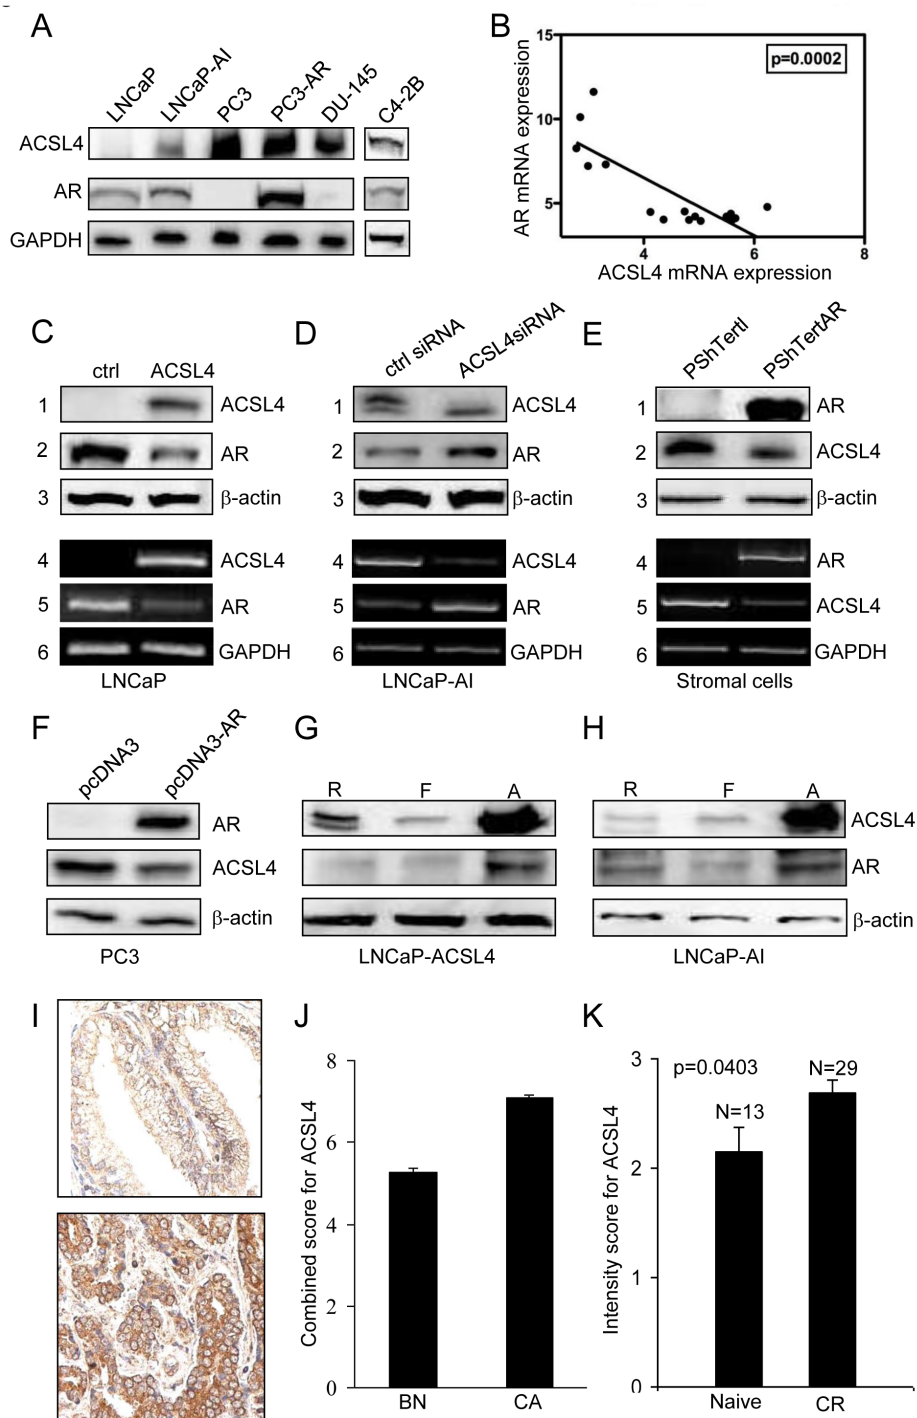 A
LNCaP LNCaP-AI PC3 PC3-AR DU-145 C4-2B
ACSL4
AR
GAPDH
B
p=0.0002
15
10
5
4 6 8
AR mRNA expression
ACSL4 mRNA expression
C
ctrl ACSL4
1 ACSL4
2 AR
3 β-actin
4 ACSL4
5 AR
6 GAPDH
LNCaP
D
ctrl siRNA ACSL4siRNA
1 ACSL4
2 AR
3 β-actin
4 ACSL4
5 AR
6 GAPDH
LNCaP-AI
E
PShTertI PShTertAR
1 AR
2 ACSL4
3 β-actin
4 AR
5 ACSL4
6 GAPDH
Stromal cells
F
pcDNA3 pcDNA3-AR
AR
ACSL4
β-actin
PC3
G
R F A
LNCaP-ACSL4
H
R F A
ACSL4
AR
β-actin
LNCaP-AI
I
J
8
6
4
2
0
Combined score for ACSL4
BN CA
K
p=0.0403
N=13 N=29
3
2
1
0
Intensity score for ACSL4
Naive CR